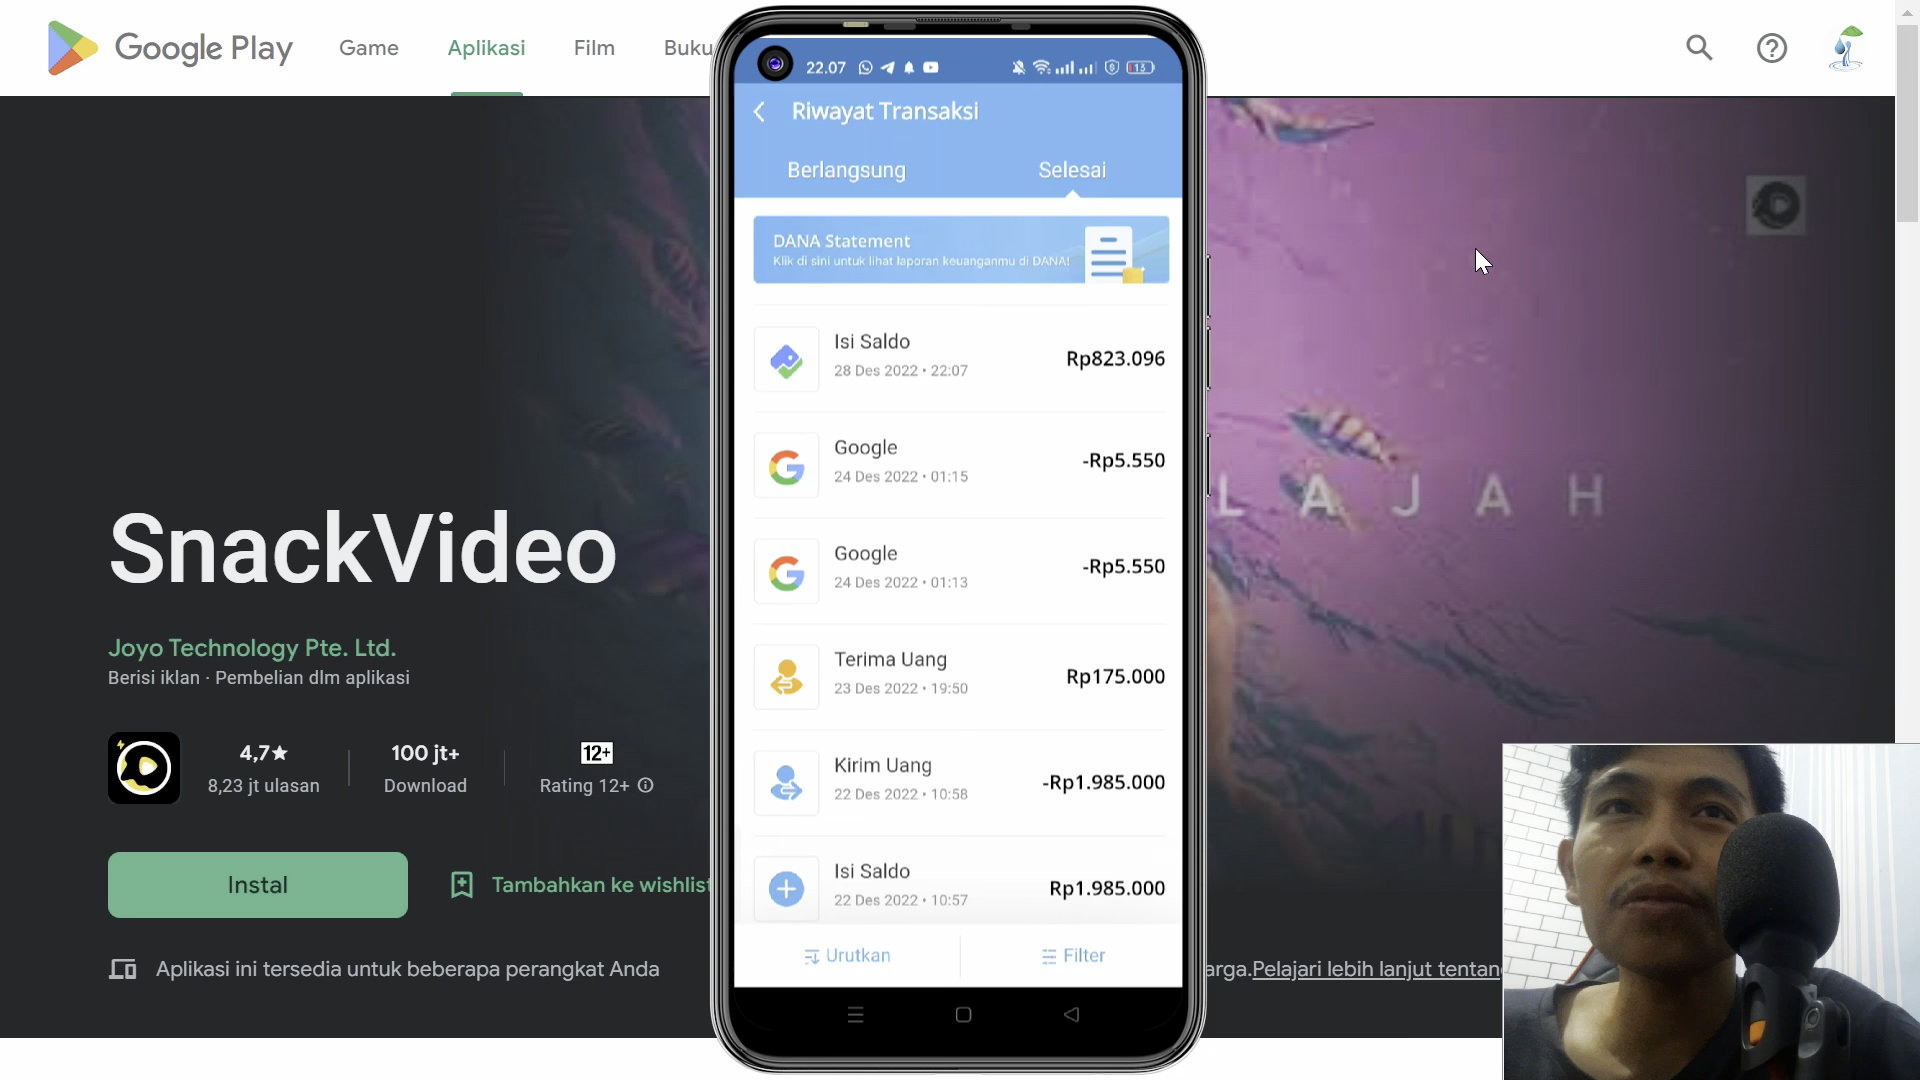 Google Play
Game
Aplikasi
Film
Buku
22.07
13
Riwayat Transaksi
Berlangsung
Selesai
DANA Statement
Klik di sini untuk lihat laporan keuanganmu di DANA!
Isi Saldo
28 Des 2022 • 22:07
Rp823.096
Google
24 Des 2022 • 01:15
-Rp5.550
Google
24 Des 2022 • 01:13
-Rp5.550
Terima Uang
23 Des 2022 • 19:50
Rp175.000
Kirim Uang
22 Des 2022 • 10:58
-Rp1.985.000
Isi Saldo
22 Des 2022 • 10:57
Rp1.985.000
Urutkan
Filter
L A J A H
SnackVideo
Joyo Technology Pte. Ltd.
Berisi iklan · Pembelian dlm aplikasi
4,7★
8,23 jt ulasan
100 jt+
Download
12+
Rating 12+
Instal
Tambahkan ke wishlist
Aplikasi ini tersedia untuk beberapa perangkat Anda
arga. Pelajari lebih lanjut tentan